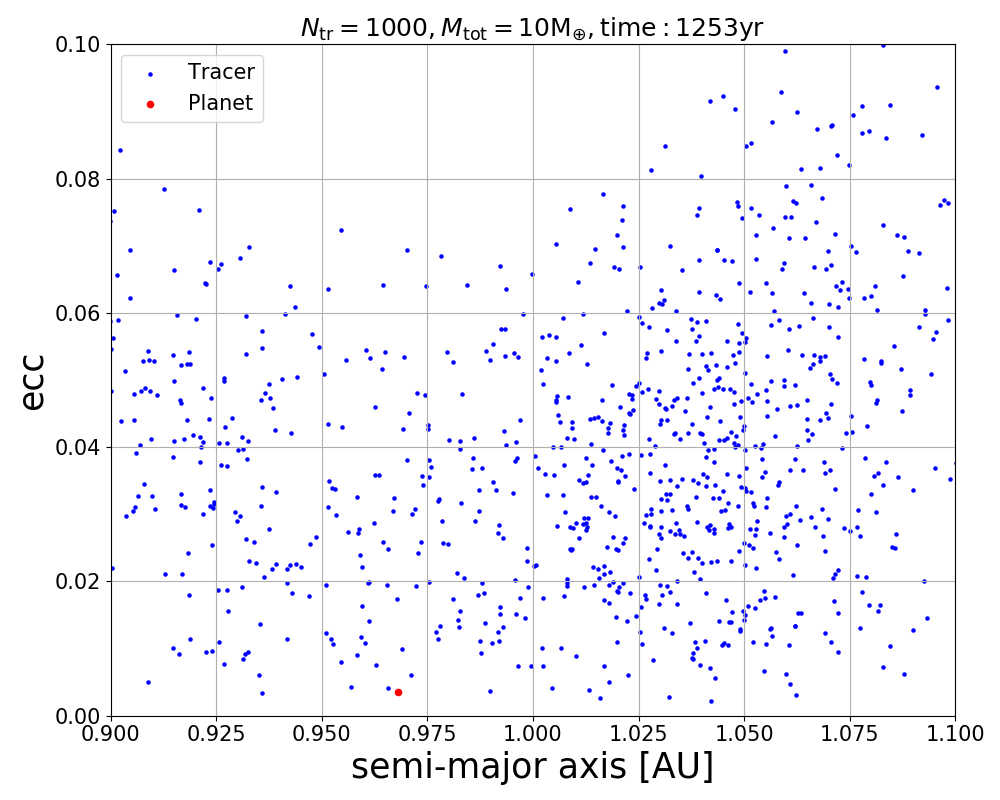 N_tr = 1000, M_tot = 10M_⊕, time : 1253yr
Tracer
Planet
0.10
0.08
0.06
0.04
0.02
0.00
ecc
0.900 0.925 0.950 0.975 1.000 1.025 1.050 1.075 1.100
semi-major axis [AU]